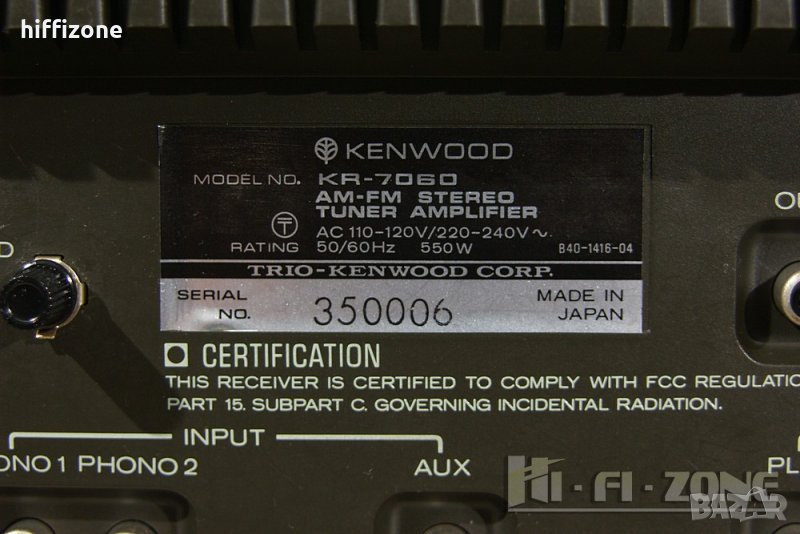 hiffizone
KENWOOD
MODEL NO. KR-7060
AM-FM STEREO
TUNER AMPLIFIER
AC 110-120V/220-240V~
RATING 50/60Hz 550W B40-1416-04
TRIO-KENWOOD CORP.
SERIAL NO. 350006 MADE IN JAPAN
CERTIFICATION
THIS RECEIVER IS CERTIFIED TO COMPLY WITH FCC REGULATIO
PART 15. SUBPART C. GOVERNING INCIDENTAL RADIATION.
INPUT
ONO 1 PHONO 2 AUX PL
HI-FI-ZONE
BAZAR